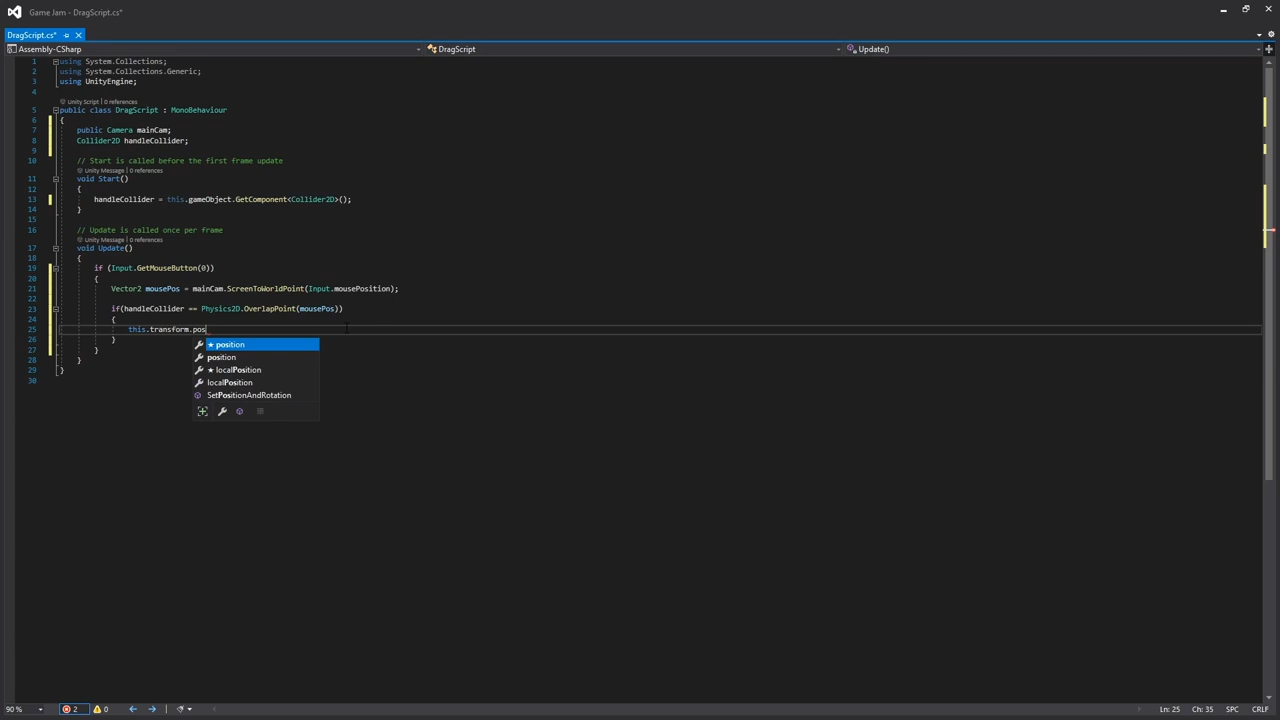 Game Jam - DragScript.cs*
DragScript.cs*
Assembly-CSharp
DragScript
Update()
1 using System.Collections;
2 using System.Collections.Generic;
3 using UnityEngine;
4
Unity Script | 0 references
5 public class DragScript : MonoBehaviour
6 {
7 public Camera mainCam;
8 Collider2D handleCollider;
9
10 // Start is called before the first frame update
Unity Message | 0 references
11 void Start()
12 {
13 handleCollider = this.gameObject.GetComponent<Collider2D>();
14 }
15
16 // Update is called once per frame
Unity Message | 0 references
17 void Update()
18 {
19 if (Input.GetMouseButton(0))
20 {
21 Vector2 mousePos = mainCam.ScreenToWorldPoint(Input.mousePosition);
22
23 if(handleCollider == Physics2D.OverlapPoint(mousePos))
24 {
25 this.transform.pos
26 }
27 }
28 }
29 }
30
★ position
position
★ localPosition
localPosition
SetPositionAndRotation
90 %
2
0
Ln: 25
Ch: 35
SPC
CRLF